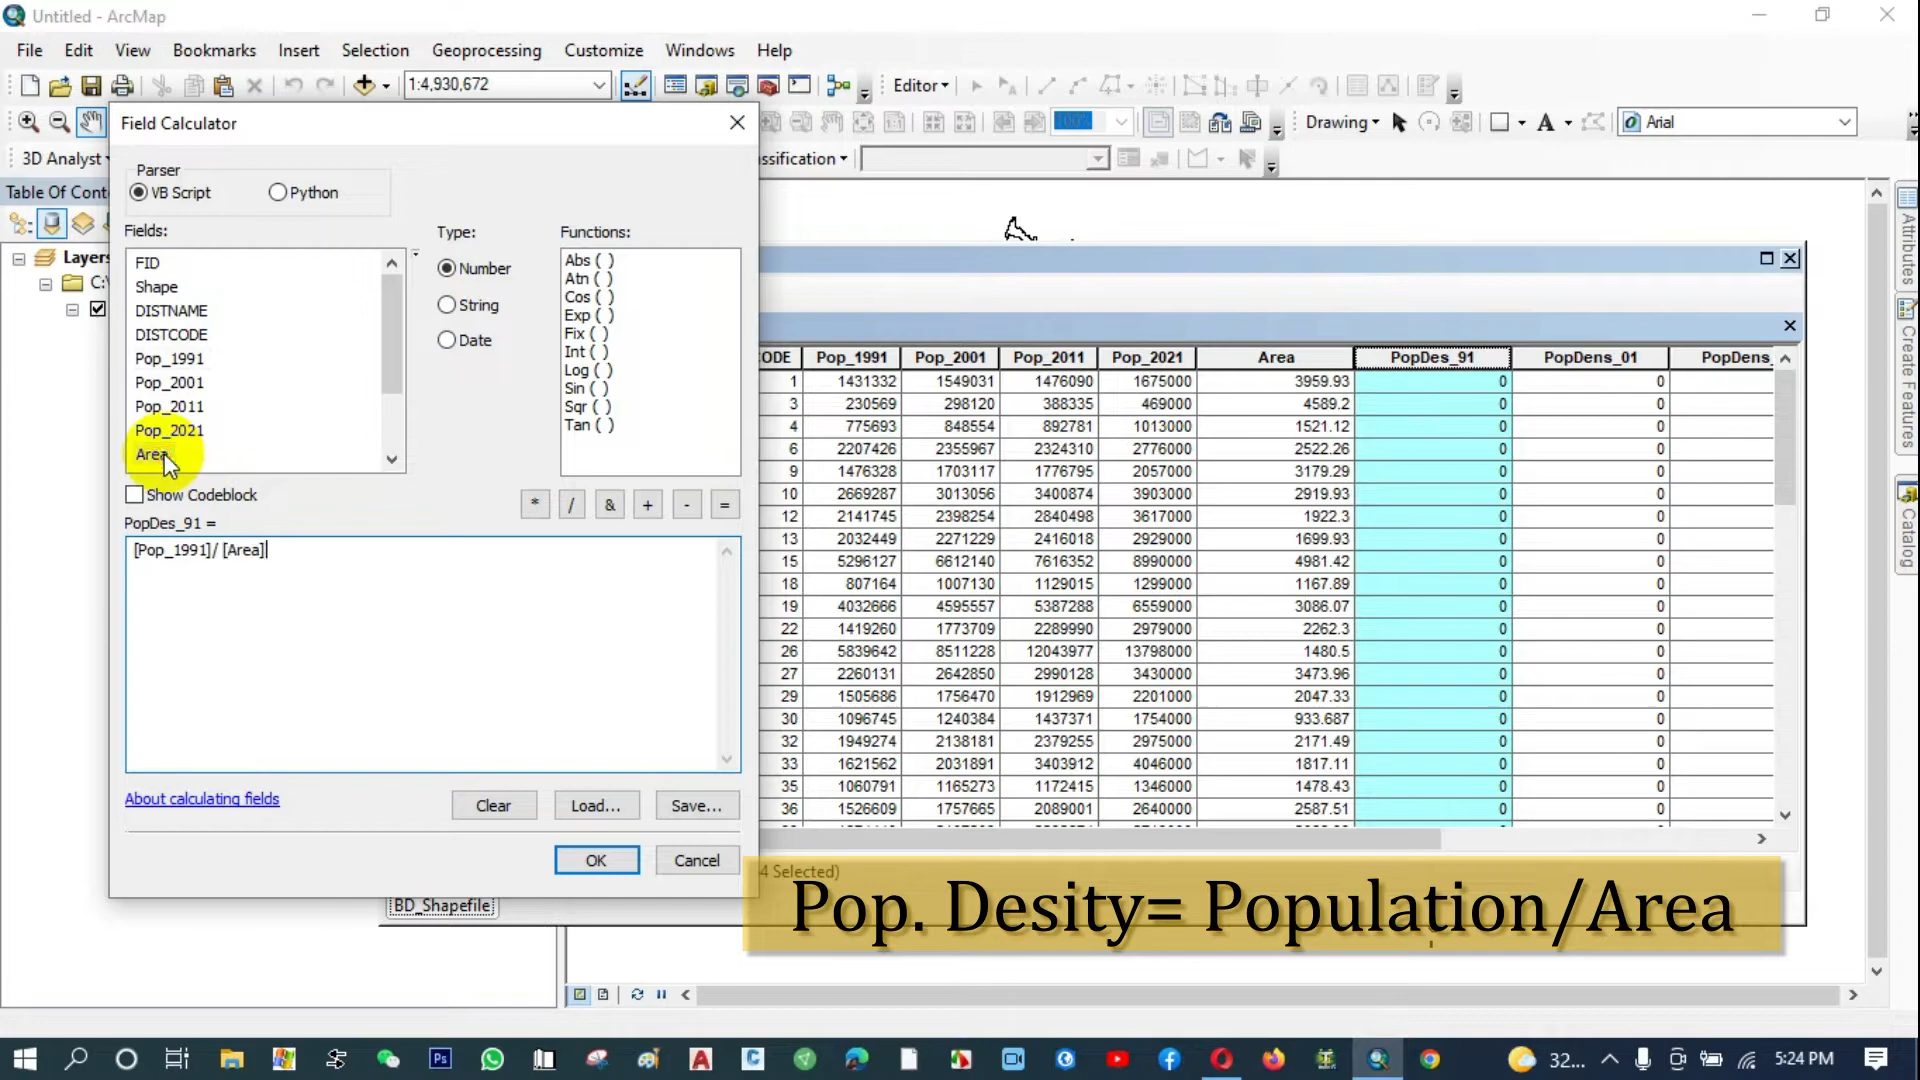 Untitled - ArcMap
File Edit View Bookmarks Insert Selection Geoprocessing Customize Windows Help
1:4,930,672
Editor
Field Calculator
100%
Drawing
A
Arial
3D Analyst
ssification
Parser
VB Script
Python
Table Of Cont
Fields:
Type:
Functions:
FID
Shape
DISTNAME
DISTCODE
Pop_1991
Pop_2001
Pop_2011
Pop_2021
Area
Number
String
Date
Abs ( )
Atn ( )
Cos ( )
Exp ( )
Fix ( )
Int ( )
Log ( )
Sin ( )
Sqr ( )
Tan ( )
Layers
C:\
Show Codeblock
* / & + - =
PopDes_91 =
[Pop_1991]/ [Area]
About calculating fields
Clear
Load...
Save...
OK
Cancel
ODE Pop_1991 Pop_2001 Pop_2011 Pop_2021 Area PopDes_91 PopDens_01 PopDens_
1 1431332 1549031 1476090 1675000 3959.93 0 0
3 230569 298120 388335 469000 4589.2 0 0
4 775693 848554 892781 1013000 1521.12 0 0
6 2207426 2355967 2324310 2776000 2522.26 0 0
9 1476328 1703117 1776795 2057000 3179.29 0 0
10 2669287 3013056 3400874 3903000 2919.93 0 0
12 2141745 2398254 2840498 3617000 1922.3 0 0
13 2032449 2271229 2416018 2929000 1699.93 0 0
15 5296127 6612140 7616352 8990000 4981.42 0 0
18 807164 1007130 1129015 1299000 1167.89 0 0
19 4032666 4595557 5387288 6559000 3086.07 0 0
22 1419260 1773709 2289990 2979000 2262.3 0 0
26 5839642 8511228 12043977 13798000 1480.5 0 0
27 2260131 2642850 2990128 3430000 3473.96 0 0
29 1505686 1756470 1912969 2201000 2047.33 0 0
30 1096745 1240384 1437371 1754000 933.687 0 0
32 1949274 2138181 2379255 2975000 2171.49 0 0
33 1621562 2031891 3403912 4046000 1817.11 0 0
35 1060791 1165273 1172415 1346000 1478.43 0 0
36 1526609 1757665 2089001 2640000 2587.51 0 0
4 Selected)
BD_Shapefile
Pop. Desity= Population/Area
Attributes
Create Features
Catalog
Ps
32...
5:24 PM